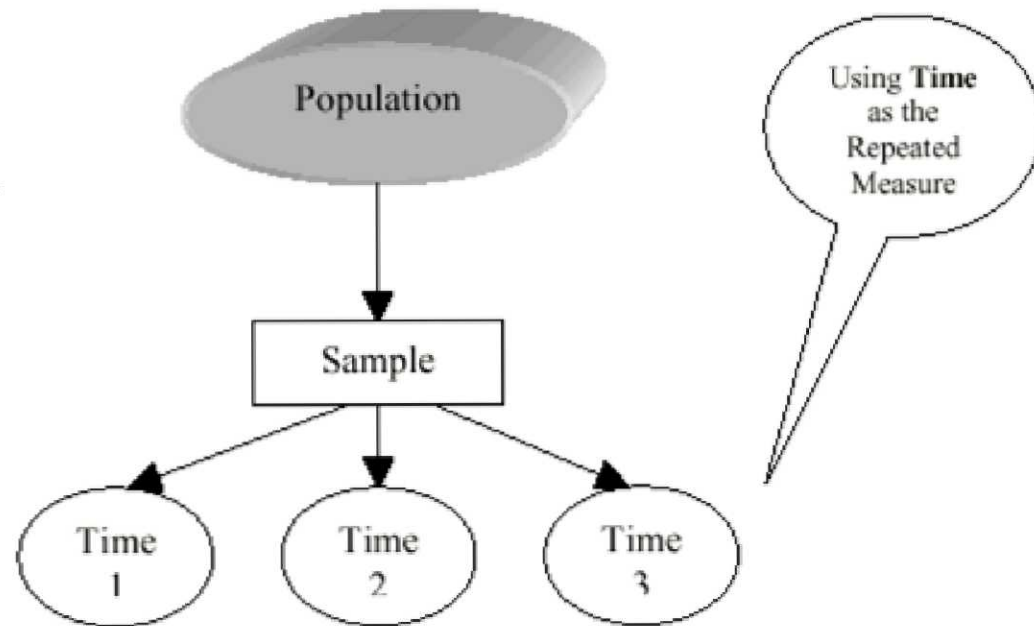 Population
Using Time
as the
Repeated
Measure
Sample
Time
1
Time
2
Time
3